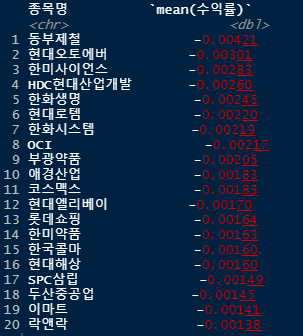 종목명 `mean(수익률)`
<chr> <dbl>
1 동부제철 -0.00421
2 현대오토에버 -0.00301
3 한미사이언스 -0.00283
4 HDC현대산업개발 -0.00260
5 한화생명 -0.00245
6 현대로템 -0.00220
7 한화시스템 -0.00219
8 OCI -0.00217
9 부광약품 -0.00205
10 애경산업 -0.00183
11 코스맥스 -0.00183
12 현대엘리베이 -0.00170
13 롯데쇼핑 -0.00164
14 한미약품 -0.00163
15 한국콜마 -0.00160
16 현대해상 -0.00160
17 SPC삼립 -0.00149
18 두산중공업 -0.00145
19 이마트 -0.00141
20 락앤락 -0.00138